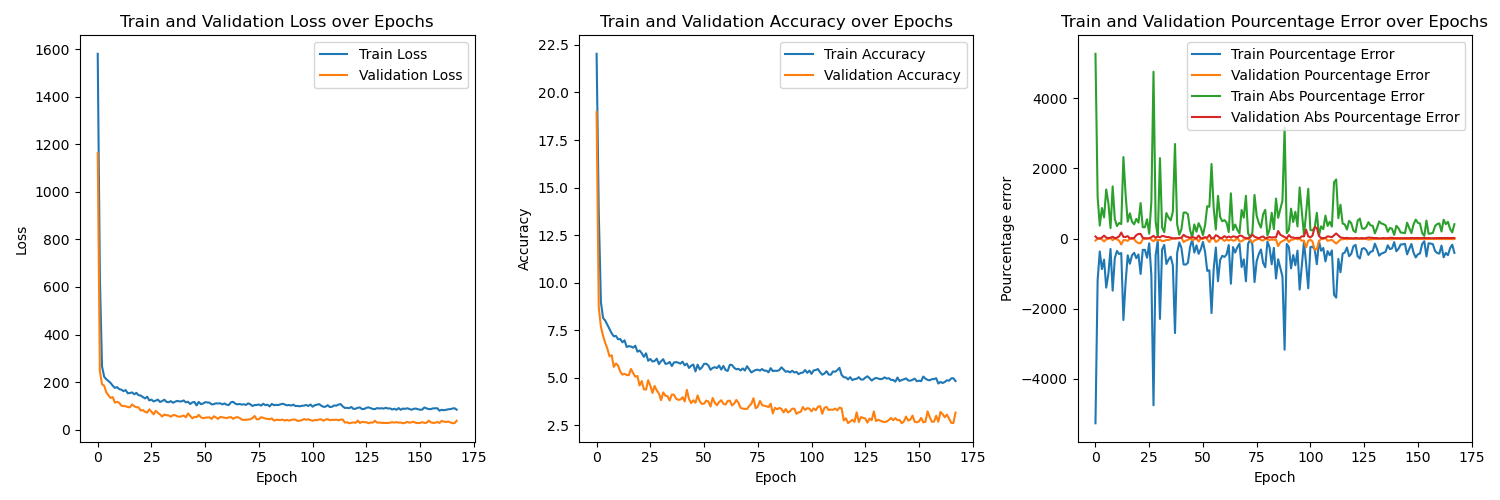 Train and Validation Loss over Epochs
1600
1400
1200
1000
800
600
400
200
0
Loss
Train Loss
Validation Loss
0 25 50 75 100 125 150 175
Epoch
Train and Validation Accuracy over Epochs
22.5
20.0
17.5
15.0
12.5
10.0
7.5
5.0
2.5
Accuracy
Train Accuracy
Validation Accuracy
0 25 50 75 100 125 150 175
Epoch
Train and Validation Pourcentage Error over Epochs
4000
2000
0
−2000
−4000
Pourcentage error
Train Pourcentage Error
Validation Pourcentage Error
Train Abs Pourcentage Error
Validation Abs Pourcentage Error
0 25 50 75 100 125 150 175
Epoch